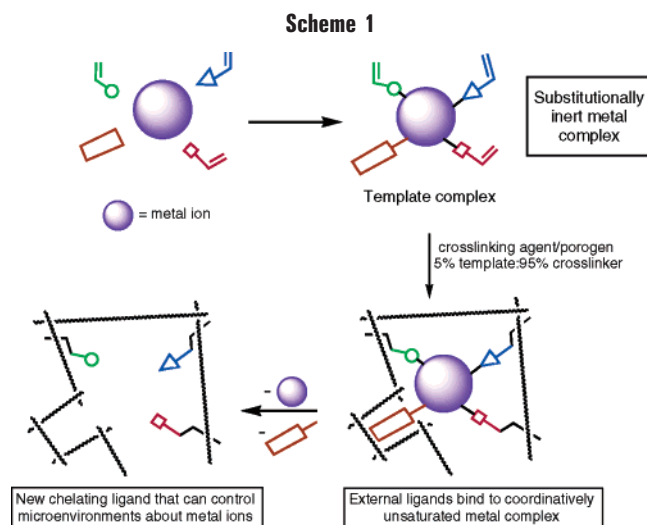 Scheme 1
Substitutionally
inert metal
complex
Template complex
= metal ion
crosslinking agent/porogen
5% template:95% crosslinker
-
-
New chelating ligand that can control
microenvironments about metal ions
External ligands bind to coordinatively
unsaturated metal complex